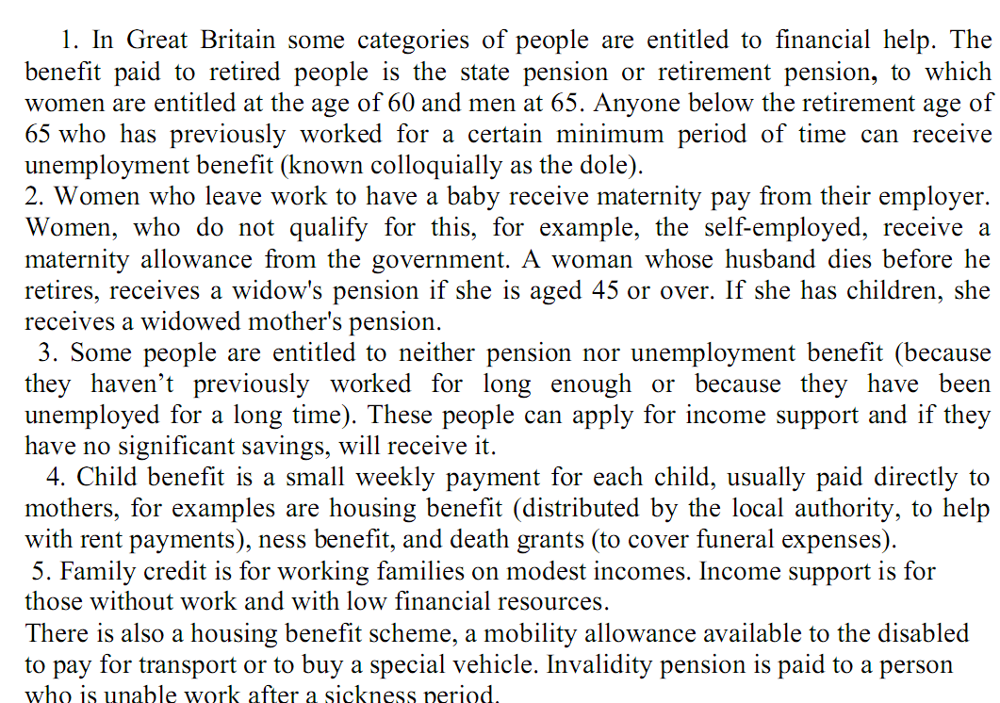 1. In Great Britain some categories of people are entitled to financial help. The
benefit paid to retired people is the state pension or retirement pension, to which
women are entitled at the age of 60 and men at 65. Anyone below the retirement age of
65 who has previously worked for a certain minimum period of time can receive
unemployment benefit (known colloquially as the dole).
2. Women who leave work to have a baby receive maternity pay from their employer.
Women, who do not qualify for this, for example, the self-employed, receive a
maternity allowance from the government. A woman whose husband dies before he
retires, receives a widow's pension if she is aged 45 or over. If she has children, she
receives a widowed mother's pension.
3. Some people are entitled to neither pension nor unemployment benefit (because
they haven’t previously worked for long enough or because they have been
unemployed for a long time). These people can apply for income support and if they
have no significant savings, will receive it.
4. Child benefit is a small weekly payment for each child, usually paid directly to
mothers, for examples are housing benefit (distributed by the local authority, to help
with rent payments), ness benefit, and death grants (to cover funeral expenses).
5. Family credit is for working families on modest incomes. Income support is for
those without work and with low financial resources.
There is also a housing benefit scheme, a mobility allowance available to the disabled
to pay for transport or to buy a special vehicle. Invalidity pension is paid to a person
who is unable work after a sickness period.